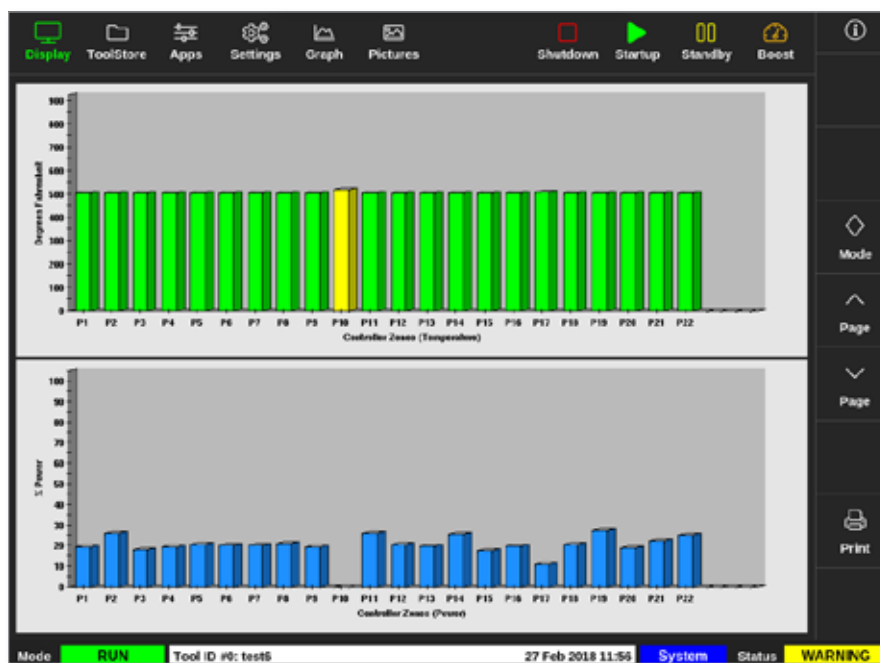 Display ToolStore Apps Settings Graph Pictures Shutdown Startup Standby Boost
Mode
Page
Page
Print
Degrees Fahrenheit
900
800
700
600
500
400
300
200
100
0
P1 P2 P3 P4 P5 P6 P7 P8 P9 P10 P11 P12 P13 P14 P15 P16 P17 P18 P19 P20 P21 P22
Controller Zones (Temperature)
% Power
100
90
80
70
60
50
40
30
20
10
0
P1 P2 P3 P4 P5 P6 P7 P8 P9 P10 P11 P12 P13 P14 P15 P16 P17 P18 P19 P20 P21 P22
Controller Zones (Power)
Mode RUN Tool ID #0: test6 27 Feb 2018 11:56 System Status WARNING